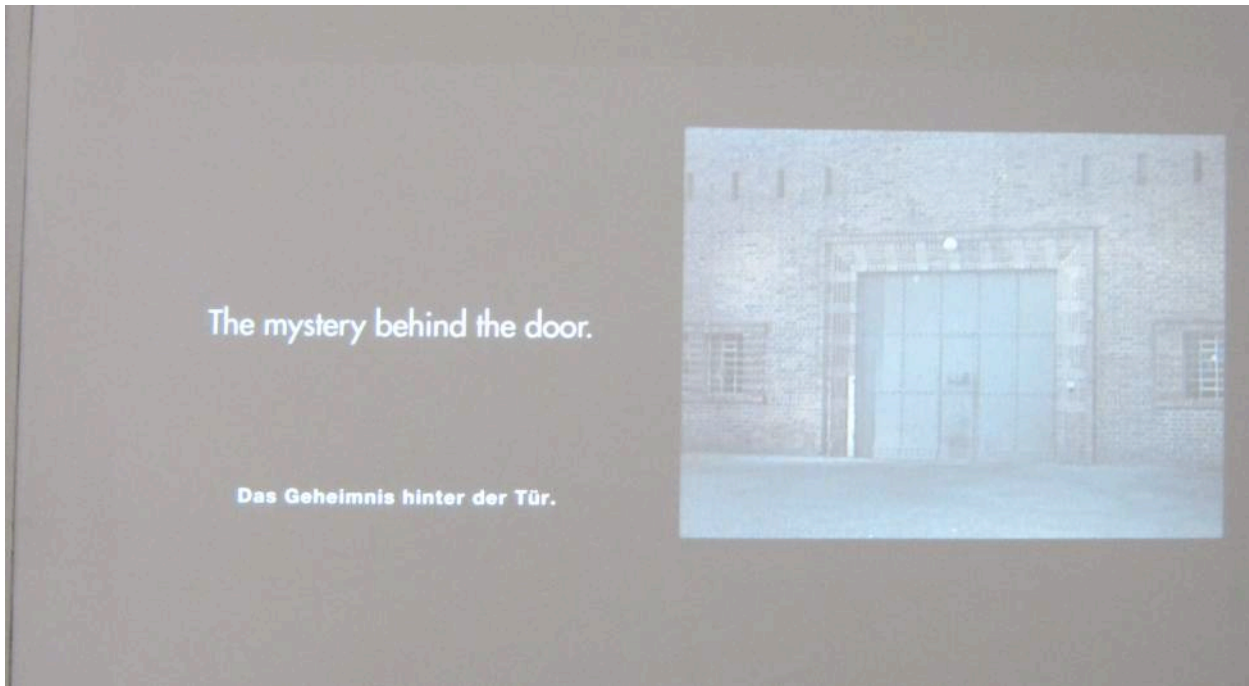 The mystery behind the door.
Das Geheimnis hinter der Tür.